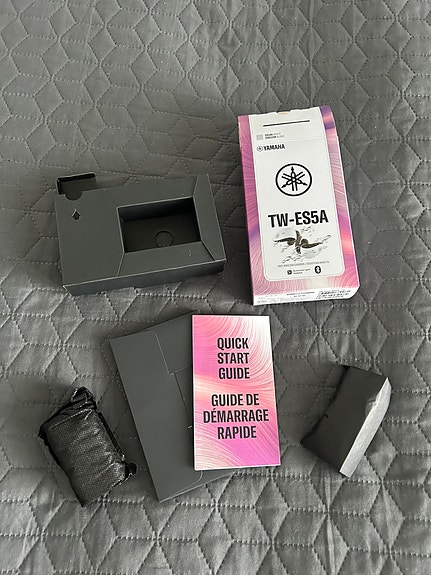 YAMAHA
TW-ES5A
QUICK
START
GUIDE
GUIDE DE
DÉMARRAGE
RAPIDE